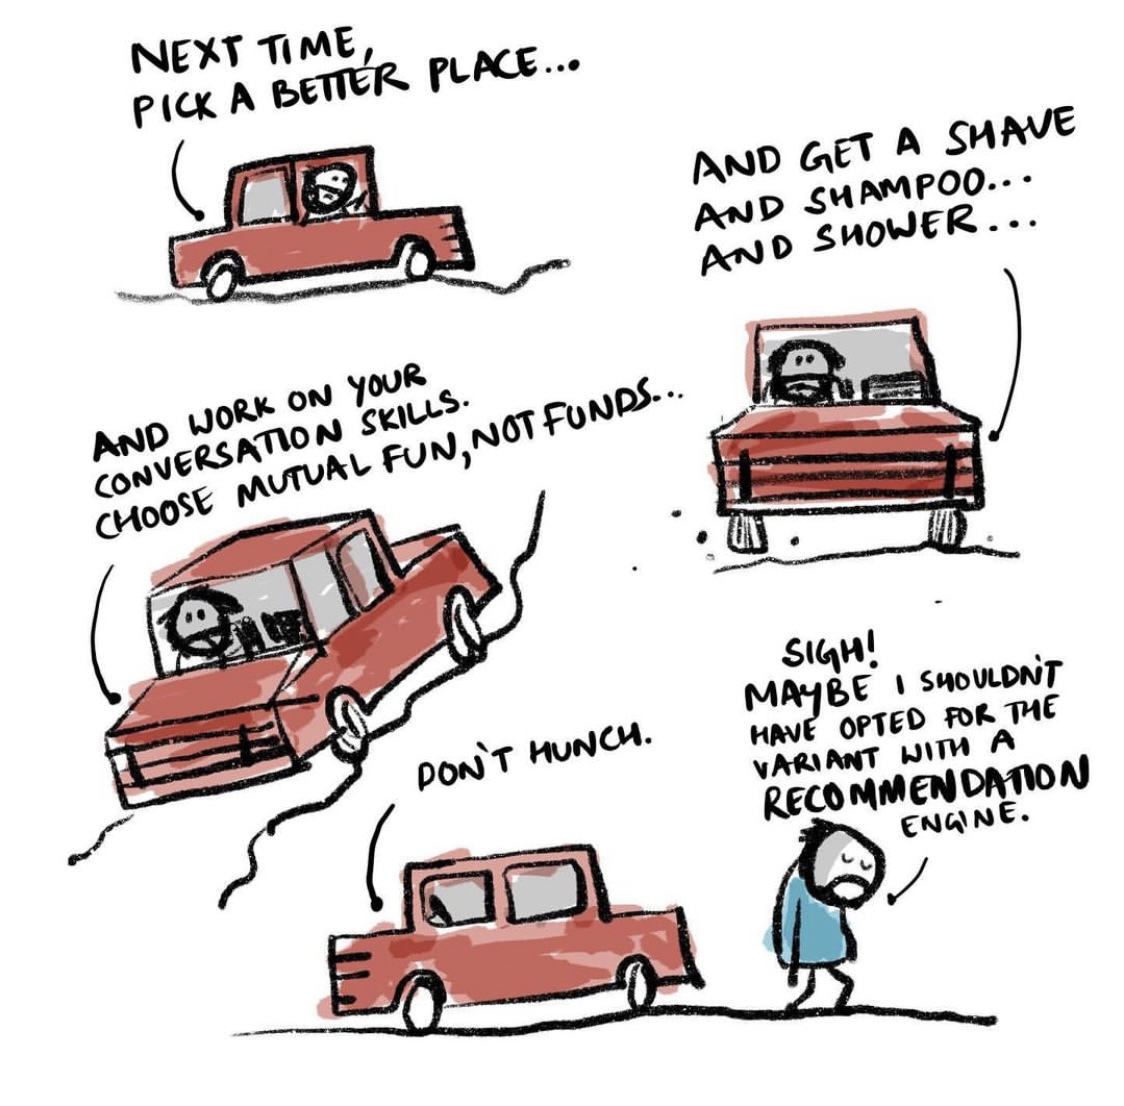 NEXT TIME,
PICK A BETTER PLACE...
AND GET A SHAVE
AND SHAMPOO...
AND SHOWER...
AND WORK ON YOUR
CONVERSATION SKILLS.
CHOOSE MUTUAL FUN, NOT FUNDS...
DON'T HUNCH.
SIGH!
MAYBE I SHOULDN'T
HAVE OPTED FOR THE
VARIANT WITH A
RECOMMENDATION
ENGINE.